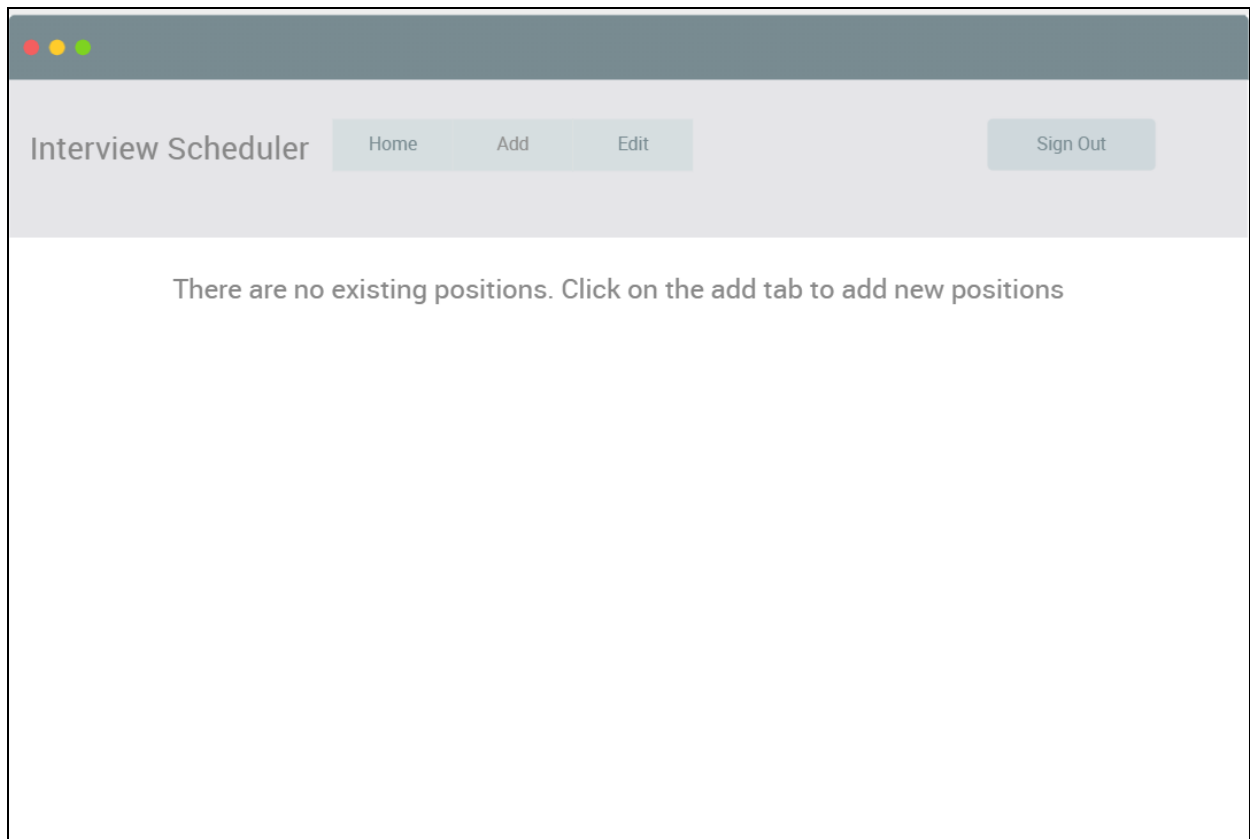 Interview Scheduler
Home
Add
Edit
Sign Out
There are no existing positions. Click on the add tab to add new positions